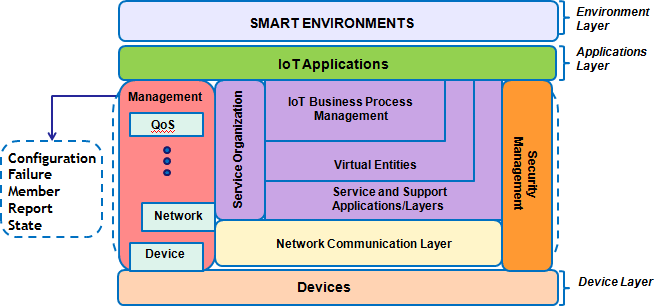 SMART ENVIRONMENTS
Environment
Layer
IoT Applications
Applications
Layer
Management
QoS
Configuration
Failure
Member
Report
State
Network
Device
Service Organization
IoT Business Process
Management
Virtual Entities
Service and Support
Applications/Layers
Network Communication Layer
Security
Management
Devices
Device Layer